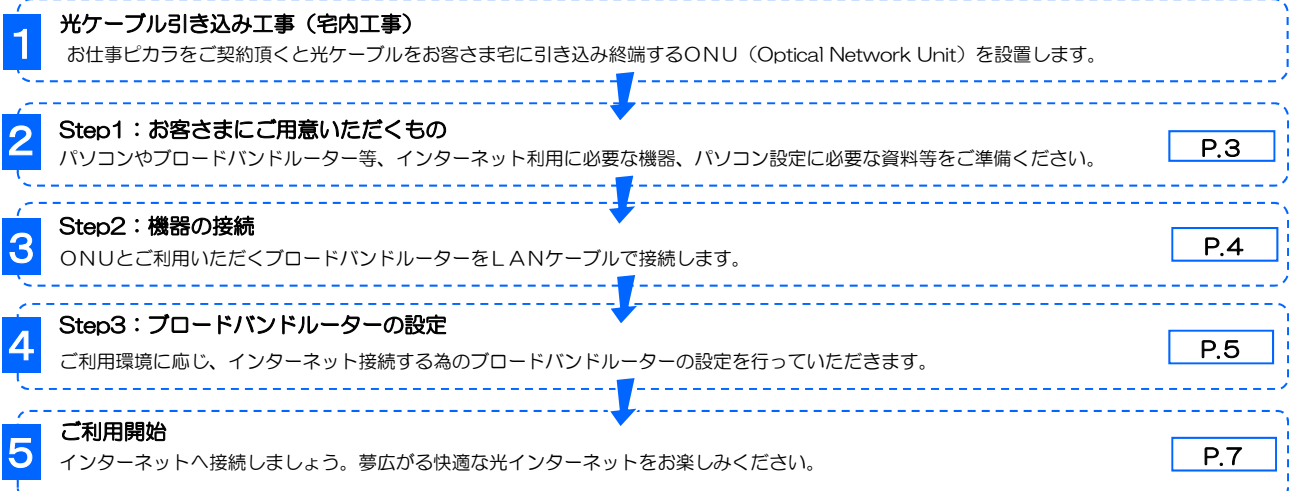 1
光ケーブル引き込み工事（宅内工事）
お仕事ピカラをご契約頂くと光ケーブルをお客さま宅に引き込み終端するＯＮＵ（Optical Network Unit）を設置します。
2
Step1：お客さまにご用意いただくもの
パソコンやブロードバンドルーター等、インターネット利用に必要な機器、パソコン設定に必要な資料等をご準備ください。
P.3
3
Step2：機器の接続
ＯＮＵとご利用いただくブロードバンドルーターをＬＡＮケーブルで接続します。
P.4
4
Step3：ブロードバンドルーターの設定
ご利用環境に応じ、インターネット接続する為のブロードバンドルーターの設定を行っていただきます。
P.5
5
ご利用開始
インターネットへ接続しましょう。夢広がる快適な光インターネットをお楽しみください。
P.7